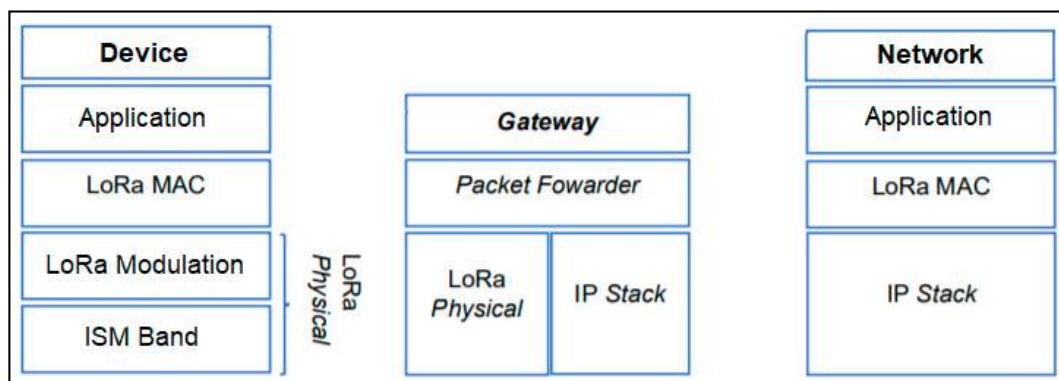 Device
Application
LoRa MAC
LoRa Modulation
ISM Band
LoRa
Physical
Gateway
Packet Fowarder
LoRa
Physical
IP Stack
Network
Application
LoRa MAC
IP Stack